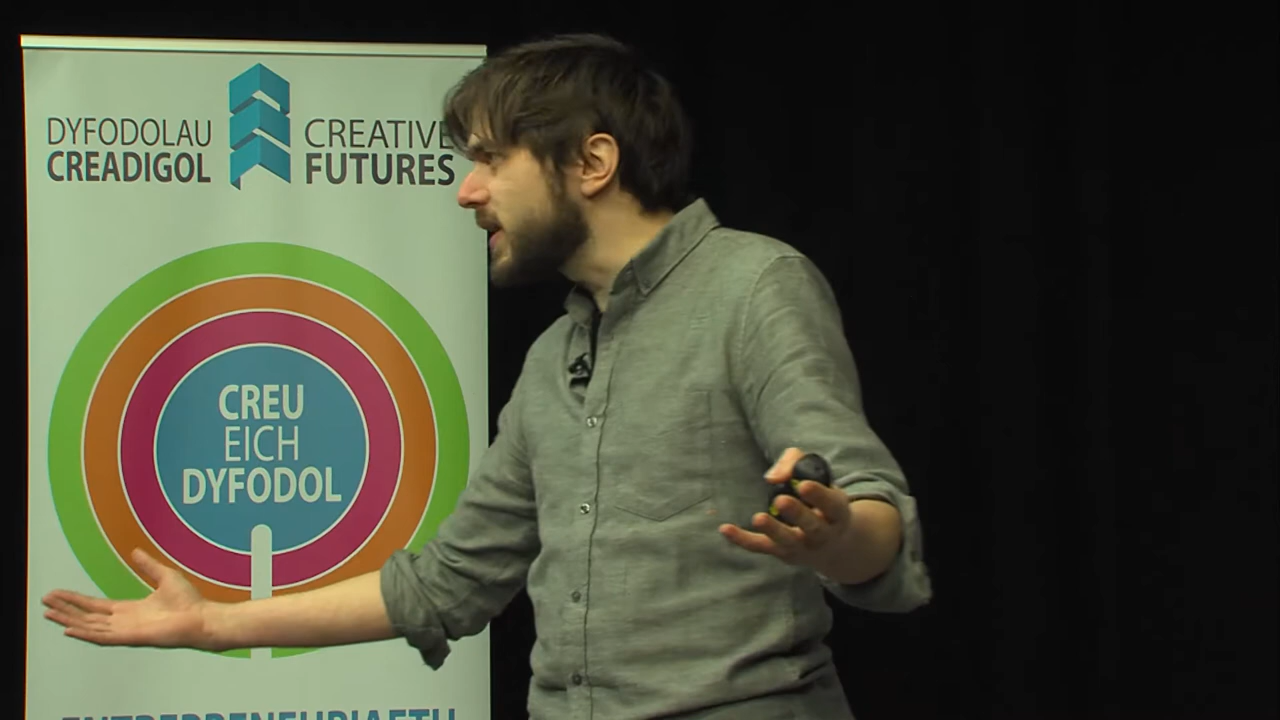 DYFODOLAU
CREADIGOL
CREATIVE
FUTURES
CREU
EICH
DYFODOL